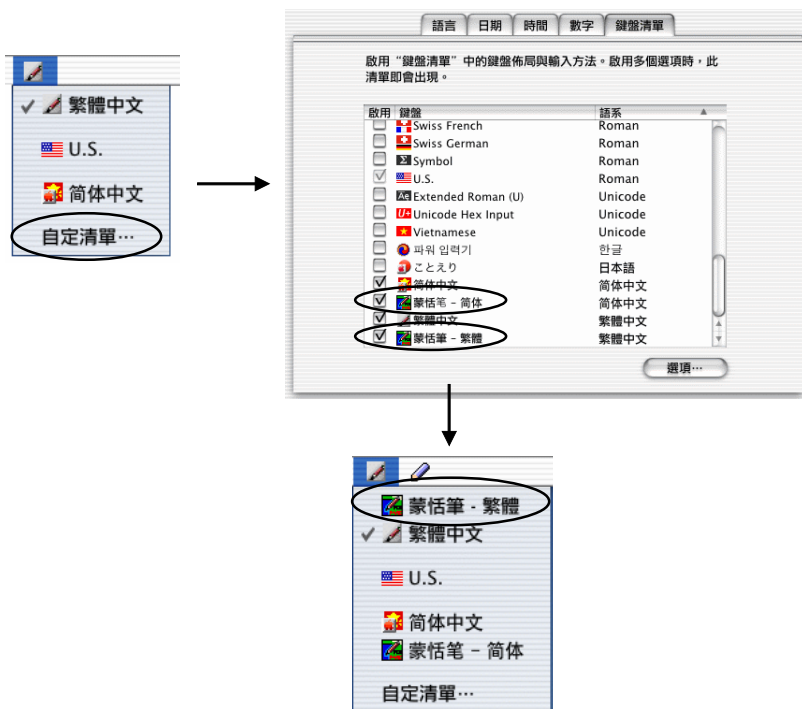 繁體中文
U.S.
简体中文
自定清單…
語言 日期 時間 數字 鍵盤清單
啟用“鍵盤清單”中的鍵盤佈局與輸入方法。啟用多個選項時，此
清單即會出現。
啟用 鍵盤 語系
Swiss French Roman
Swiss German Roman
Symbol Roman
U.S. Roman
Extended Roman (U) Unicode
Unicode Hex Input Unicode
Vietnamese Unicode
파워 입력기 한글
ことえり 日本語
简体中文 简体中文
蒙恬笔 – 简体 简体中文
繁體中文 繁體中文
蒙恬筆 – 繁體 繁體中文
選項…
蒙恬筆 - 繁體
繁體中文
U.S.
简体中文
蒙恬笔 – 简体
自定清單…